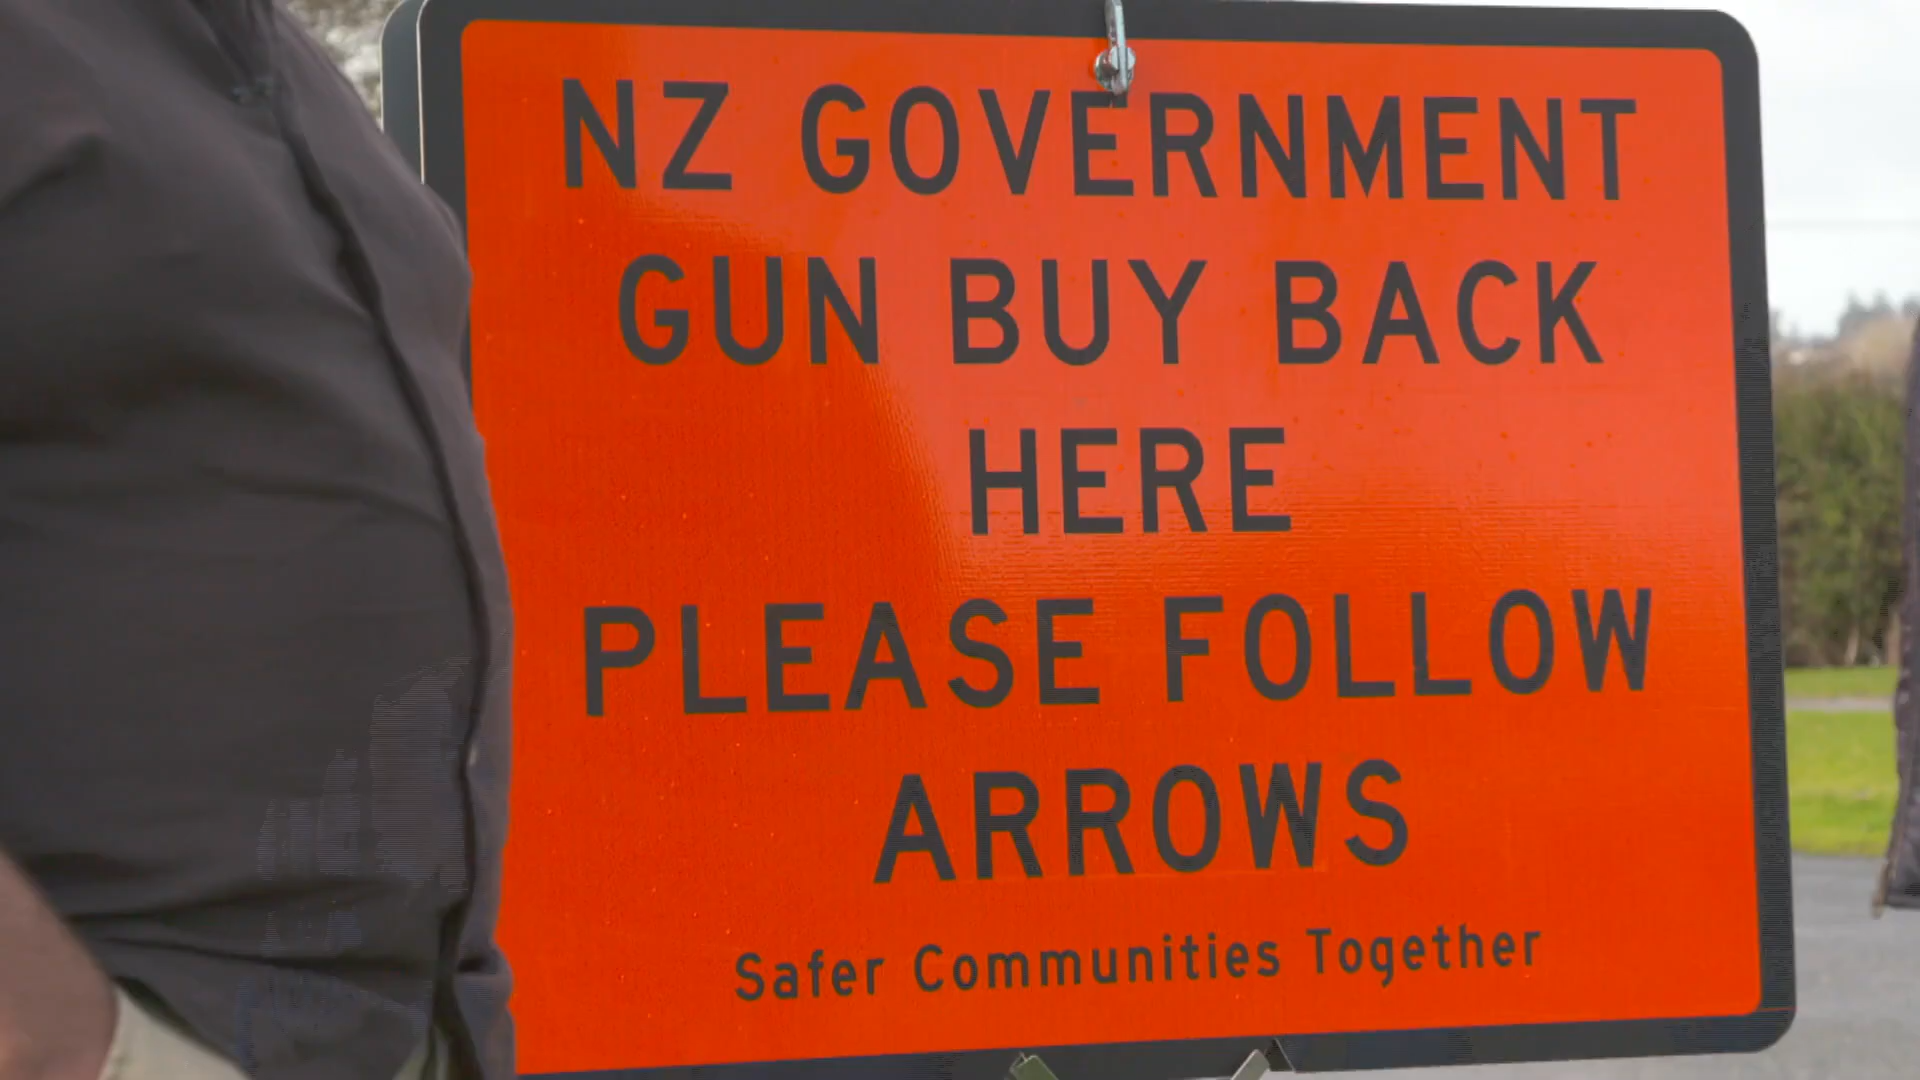 NZ GOVERNMENT
GUN BUY BACK
HERE
PLEASE FOLLOW
ARROWS
Safer Communities Together